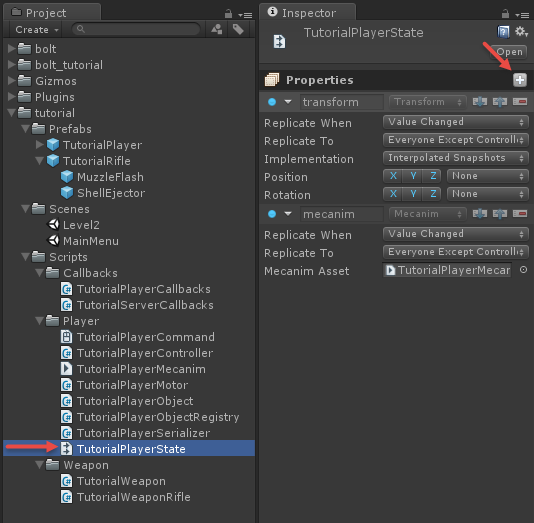 Project
Create
bolt
bolt_tutorial
Gizmos
Plugins
tutorial
Prefabs
TutorialPlayer
TutorialRifle
MuzzleFlash
ShellEjector
Scenes
Level2
MainMenu
Scripts
Callbacks
TutorialPlayerCallbacks
TutorialServerCallbacks
Player
TutorialPlayerCommand
TutorialPlayerController
TutorialPlayerMecanim
TutorialPlayerMotor
TutorialPlayerObject
TutorialPlayerObjectRegistry
TutorialPlayerSerializer
TutorialPlayerState
Weapon
TutorialWeapon
TutorialWeaponRifle
Inspector
TutorialPlayerState
Open
Properties
transform Transform
Replicate When Value Changed
Replicate To Everyone Except Controlle
Implementation Interpolated Snapshots
Position X Y Z None
Rotation X Y Z None
mecanim Mecanim
Replicate When Value Changed
Replicate To Everyone Except Controlle
Mecanim Asset TutorialPlayerMecar